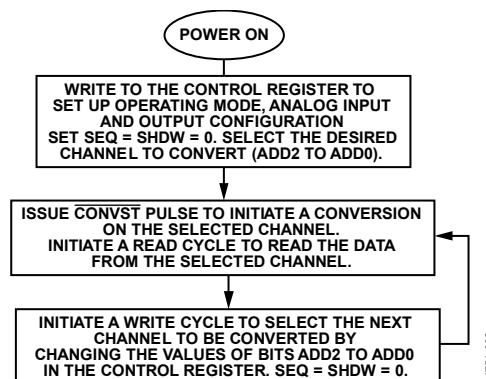 POWER ON
WRITE TO THE CONTROL REGISTER TO
SET UP OPERATING MODE, ANALOG INPUT
AND OUTPUT CONFIGURATION
SET SEQ = SHDW = 0. SELECT THE DESIRED
CHANNEL TO CONVERT (ADD2 TO ADD0).
ISSUE CONVST PULSE TO INITIATE A CONVERSION
ON THE SELECTED CHANNEL.
INITIATE A READ CYCLE TO READ THE DATA
FROM THE SELECTED CHANNEL.
INITIATE A WRITE CYCLE TO SELECT THE NEXT
CHANNEL TO BE CONVERTED BY
CHANGING THE VALUES OF BITS ADD2 TO ADD0
IN THE CONTROL REGISTER. SEQ = SHDW = 0.